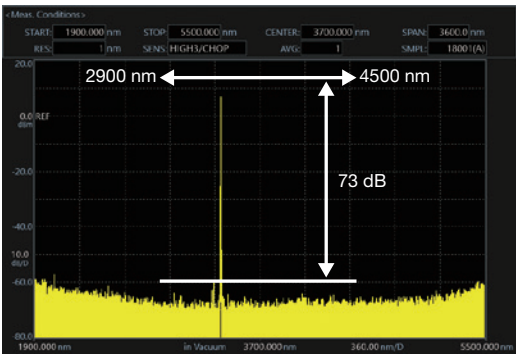 <Meas. Conditions>
START: 1900.000 nm STOP: 5500.000 nm CENTER: 3700.000 nm SPAN: 3600.0 nm
RES: 1 nm SENS: HIGH3/CHOP AVG: 1 SMPL: 18001(A)
20.0
2900 nm 4500 nm
0.0 REF
dBm
73 dB
-20.0
-40.0
10.0
dB/D
-60.0
-80.0
1900.000 nm in Vacuum 3700.000 nm 360.00 nm/D 5500.000 nm